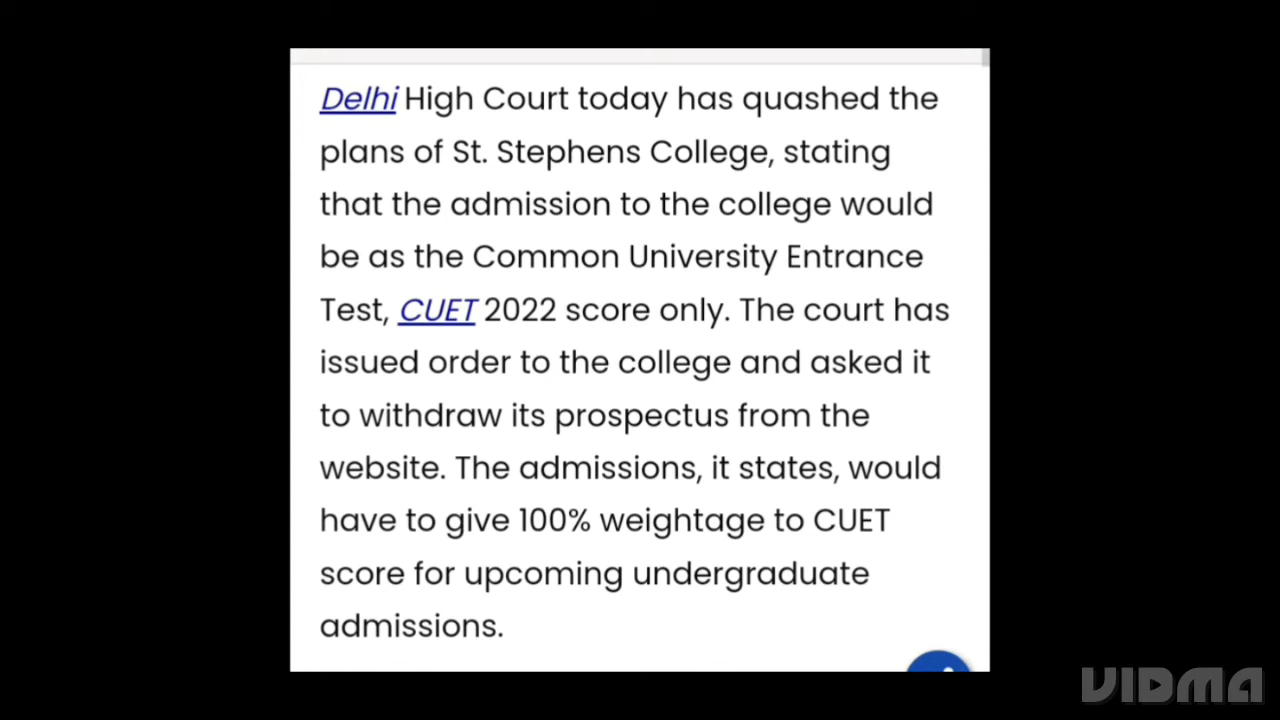 Delhi High Court today has quashed the
plans of St. Stephens College, stating
that the admission to the college would
be as the Common University Entrance
Test, CUET 2022 score only. The court has
issued order to the college and asked it
to withdraw its prospectus from the
website. The admissions, it states, would
have to give 100% weightage to CUET
score for upcoming undergraduate
admissions.
VIDMA